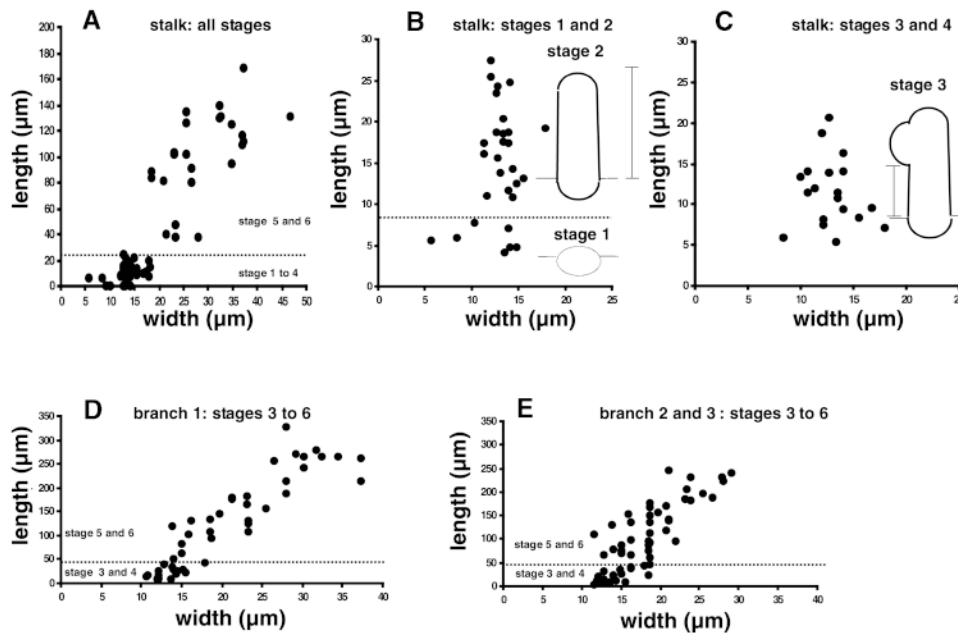 A
stalk: all stages
length (µm)
200
180
160
140
120
100
80
60
40
20
0
stage 5 and 6
stage 1 to 4
0 5 10 15 20 25 30 35 40 45 50
width (µm)
B
stalk: stages 1 and 2
length (µm)
30
25
20
15
10
5
0
stage 2
stage 1
0 5 10 15 20 25
width (µm)
C
stalk: stages 3 and 4
length (µm)
30
25
20
15
10
5
0
stage 3
0 5 10 15 20 25
width (µm)
D
branch 1: stages 3 to 6
length (µm)
350
300
250
200
150
100
50
0
stage 5 and 6
stage 3 and 4
0 5 10 15 20 25 30 35 40
width (µm)
E
branch 2 and 3 : stages 3 to 6
length (µm)
350
300
250
200
150
100
50
0
stage 5 and 6
stage 3 and 4
0 5 10 15 20 25 30 35 40
width (µm)